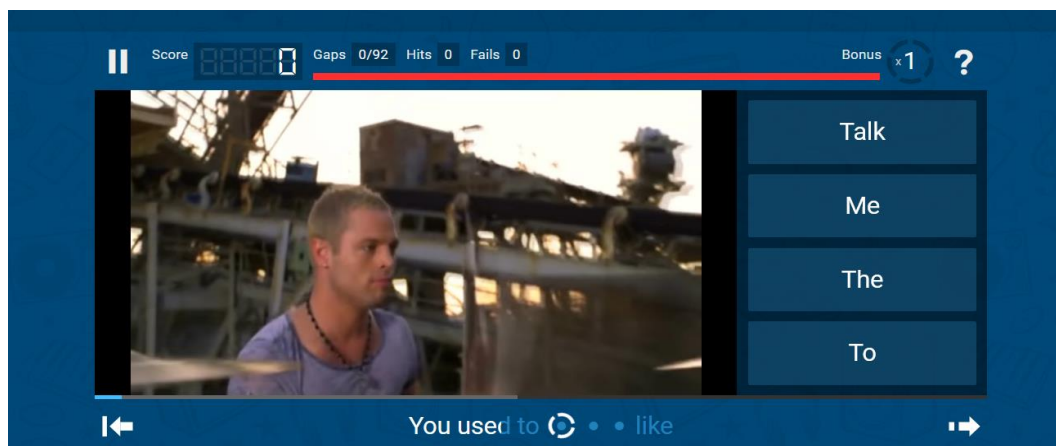 Score 0 Gaps 0/92 Hits 0 Fails 0 Bonus x1 ?
Talk
Me
The
To
You used to • • like